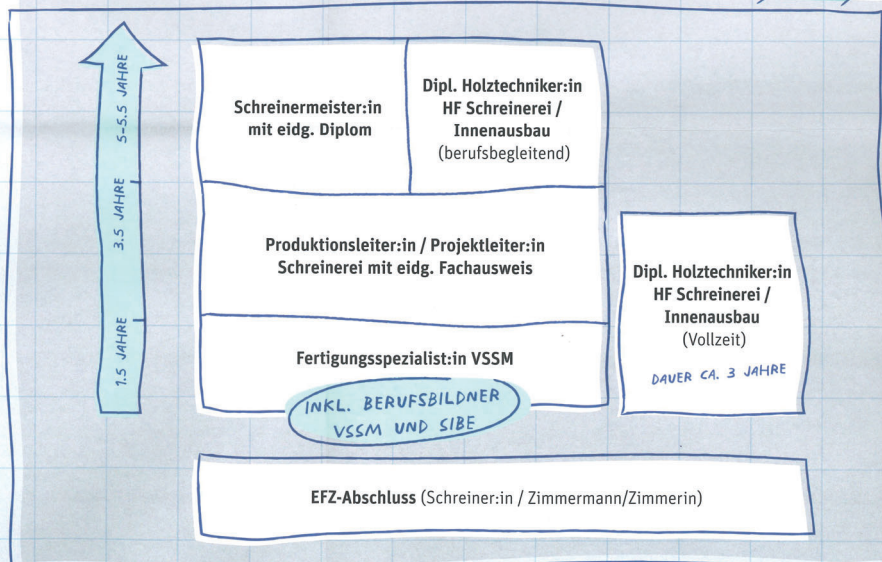 5–5.5 JAHRE
3.5 JAHRE
1.5 JAHRE
Schreinermeister:in
mit eidg. Diplom
Dipl. Holztechniker:in
HF Schreinerei /
Innenausbau
(berufsbegleitend)
Produktionsleiter:in / Projektleiter:in
Schreinerei mit eidg. Fachausweis
Fertigungsspezialist:in VSSM
INKL. BERUFSBILDNER
VSSM UND SIBE
Dipl. Holztechniker:in
HF Schreinerei /
Innenausbau
(Vollzeit)
DAUER CA. 3 JAHRE
EFZ-Abschluss (Schreiner:in / Zimmermann/Zimmerin)